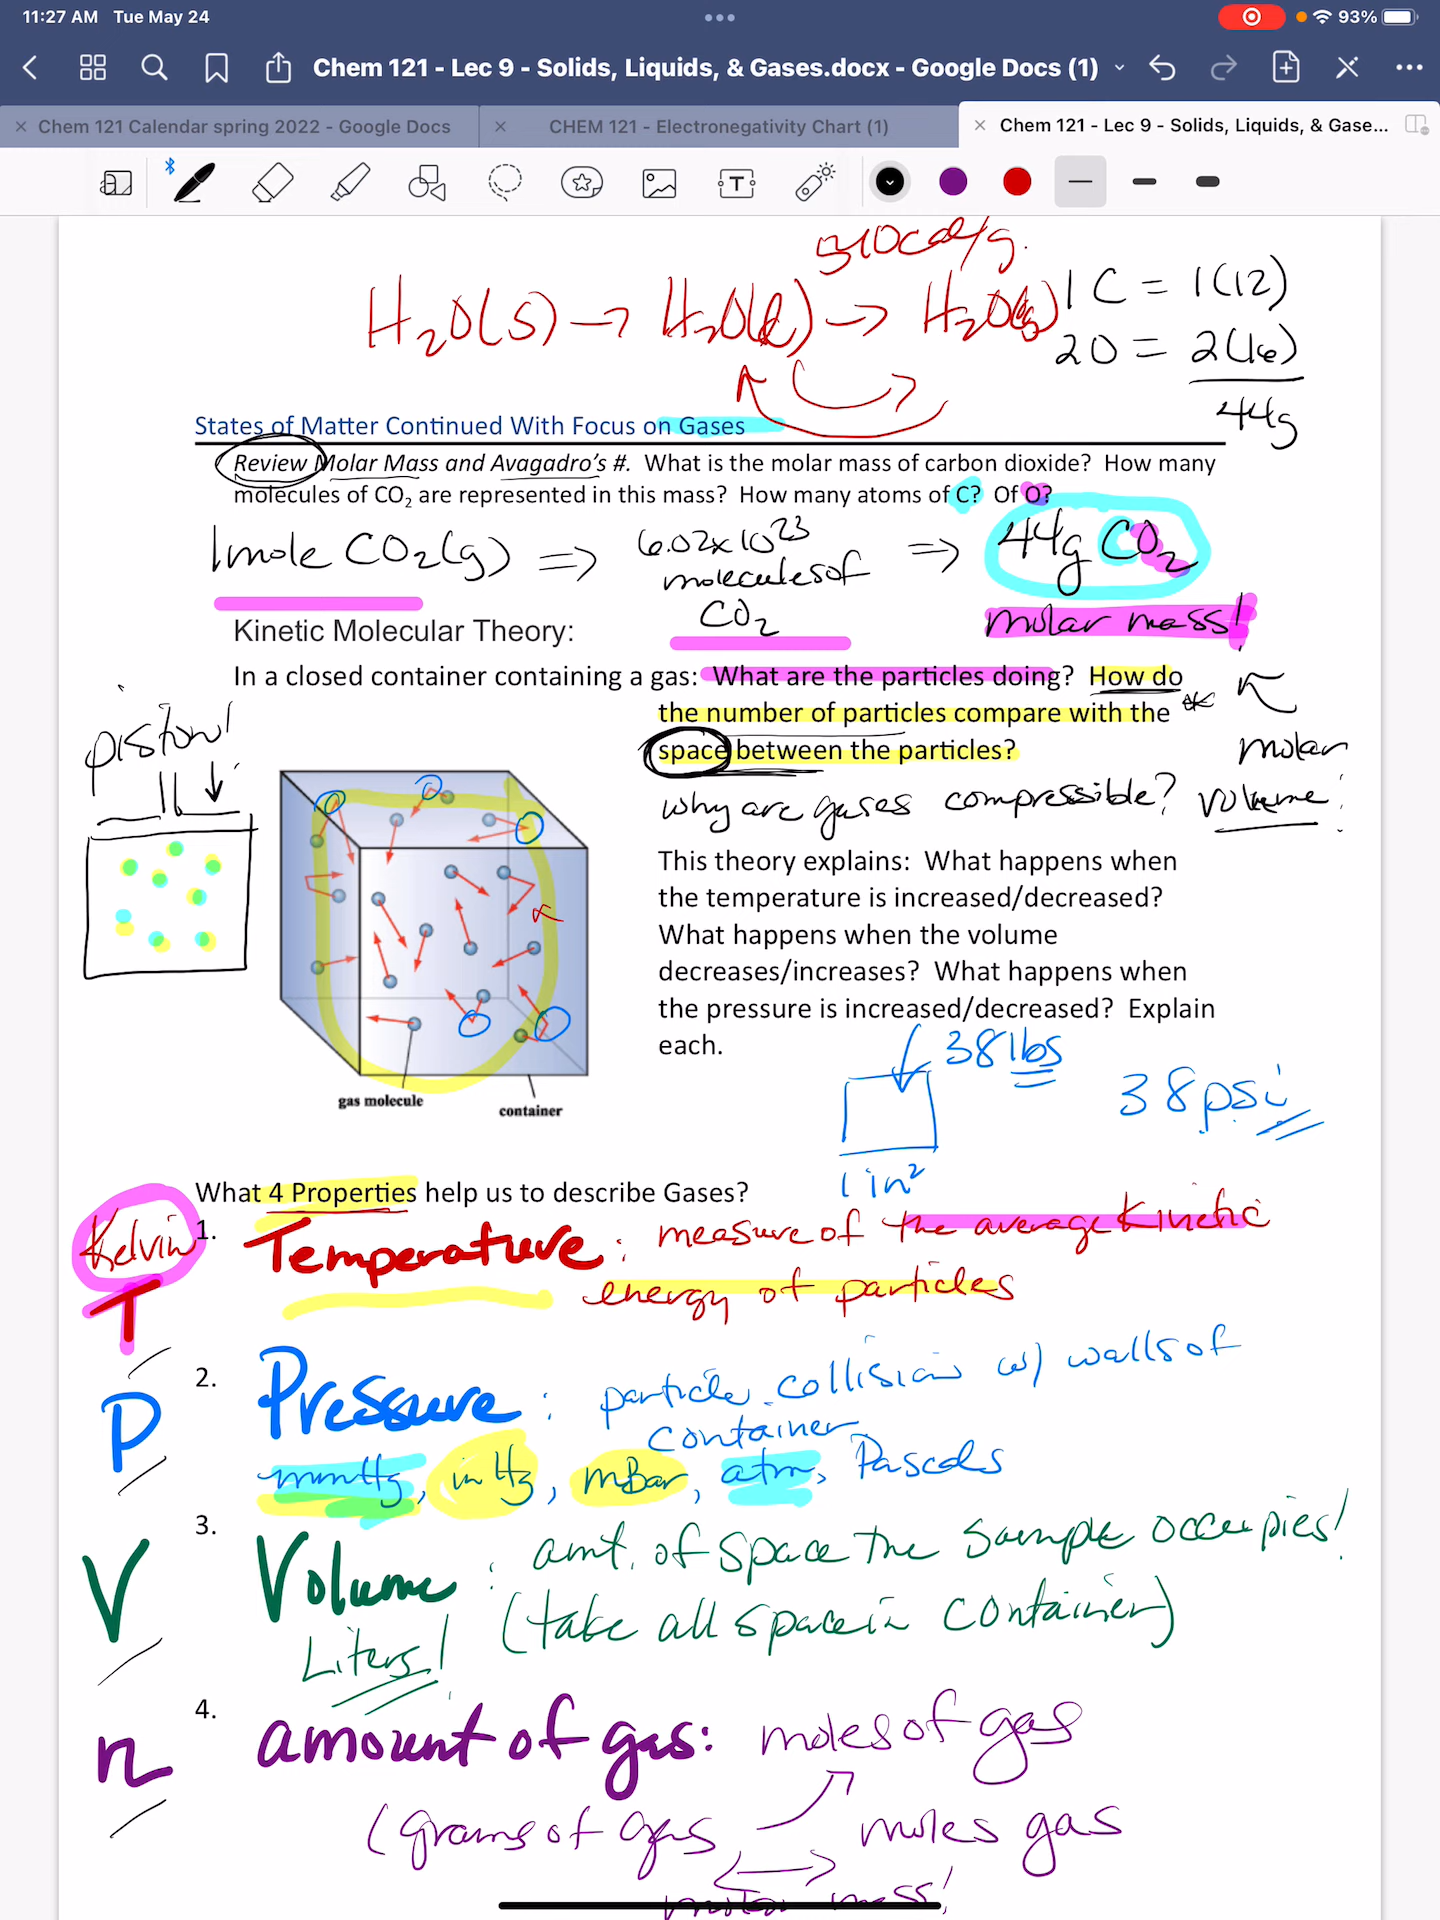 11:27 AM Tue May 24
93%
Chem 121 - Lec 9 - Solids, Liquids, & Gases.docx - Google Docs (1)
Chem 121 Calendar spring 2022 - Google Docs
CHEM 121 - Electronegativity Chart (1)
Chem 121 - Lec 9 - Solids, Liquids, & Gase...
540cal/g.
H₂O(s) → H₂O(l) → H₂O(g)
1 C = 1(12)
2 O = 2(16)
44g
States of Matter Continued With Focus on Gases
Review Molar Mass and Avagadro's #. What is the molar mass of carbon dioxide? How many
molecules of CO₂ are represented in this mass? How many atoms of C? Of O?
1mole CO₂(g) ⇒ 6.02x10²³ ⇒ 44g CO₂
molecules of
CO₂
molar mass!
Kinetic Molecular Theory:
In a closed container containing a gas: What are the particles doing? How do
the number of particles compare with the
space between the particles?
molar
volume!
piston!
why are gases compressible?
This theory explains: What happens when
the temperature is increased/decreased?
What happens when the volume
decreases/increases? What happens when
the pressure is increased/decreased? Explain
each.
gas molecule
container
38 lbs
38psi
1 in²
What 4 Properties help us to describe Gases?
Kelvin
T
1. Temperature: measure of the average kinetic
energy of particles
P
2. Pressure: particle collision w/ walls of
container
mmHg, in Hg, mBar, atm, Pascals
V
3. Volume: amt. of space the sample occupies!
(take all space in container)
Liters!
n
4. amount of gas: moles of gas
(grams of gas → moles gas
mass!